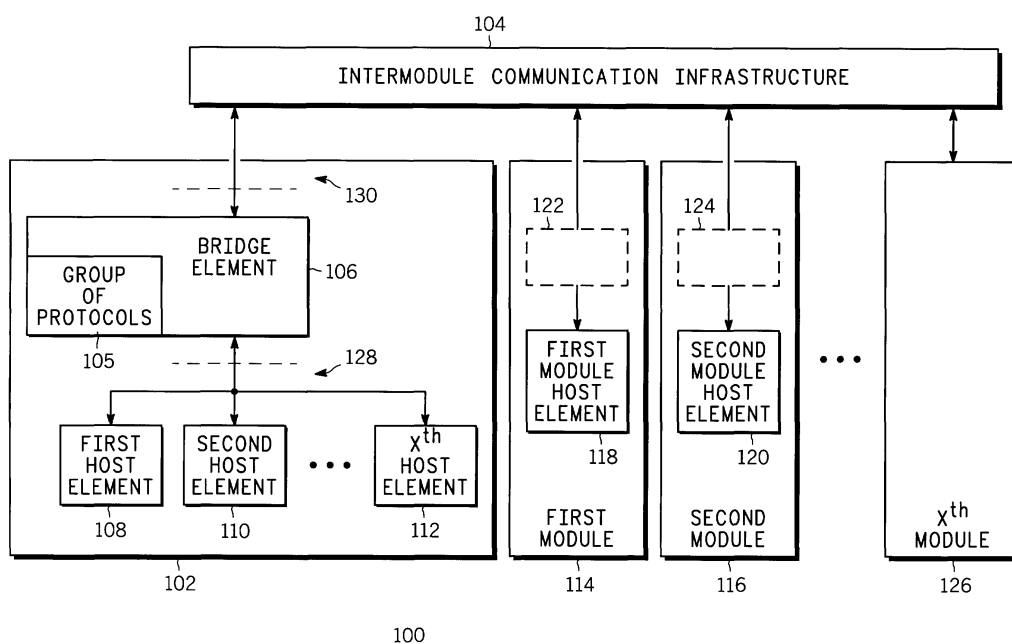 104
INTERMODULE COMMUNICATION INFRASTRUCTURE
130
BRIDGE
ELEMENT
106
GROUP
OF
PROTOCOLS
105
128
FIRST
HOST
ELEMENT
108
SECOND
HOST
ELEMENT
110
•••
Xth
HOST
ELEMENT
112
102
122
FIRST
MODULE
HOST
ELEMENT
118
FIRST
MODULE
114
124
SECOND
MODULE
HOST
ELEMENT
120
SECOND
MODULE
116
•••
Xth
MODULE
126
100